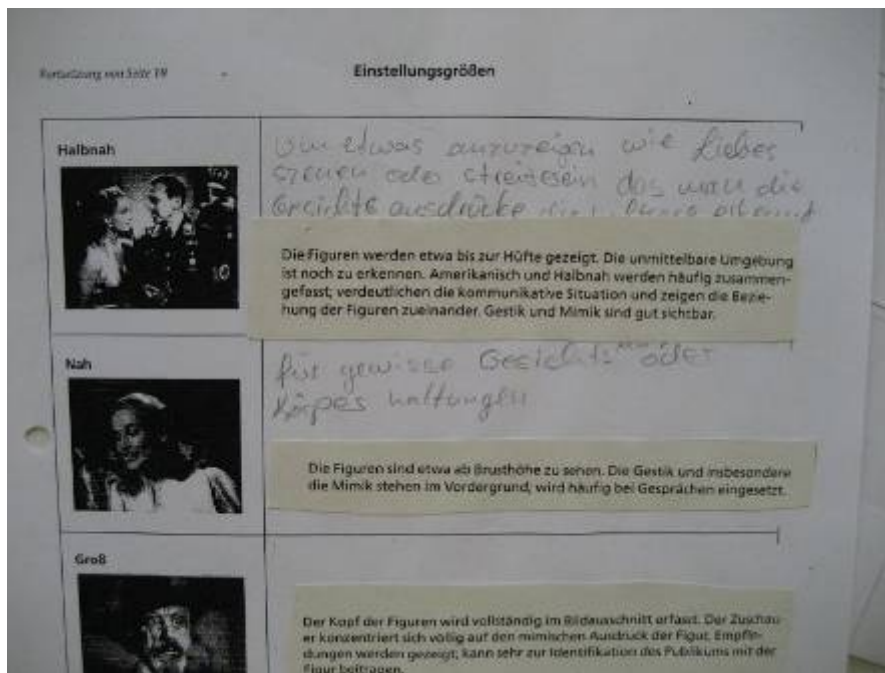 Fortsetzung von Seite 19
Einstellungsgrößen
Halbnah
um etwas anzuzeigen wie Liebes
szenen oder streiserein das man die
Gesichts ausdrücke
Die Figuren werden etwa bis zur Hüfte gezeigt. Die unmittelbare Umgebung
ist noch zu erkennen. Amerikanisch und Halbnah werden häufig zusammen-
gefasst; verdeutlichen die kommunikative Situation und zeigen die Bezie-
hung der Figuren zueinander. Gestik und Mimik sind gut sichtbar.
Nah
für gewisse Gesichts oder
Körpes haltungen
Die Figuren sind etwa ab Brusthöhe zu sehen. Die Gestik und insbesondere
die Mimik stehen im Vordergrund, wird häufig bei Gesprächen eingesetzt.
Groß
Der Kopf der Figuren wird vollständig im Bildausschnitt erfasst. Der Zuschau-
er konzentriert sich völlig auf den mimischen Ausdruck der Figur. Empfin-
dungen werden gezeigt; kann sehr zur Identifikation des Publikums mit der
Figur beitragen.